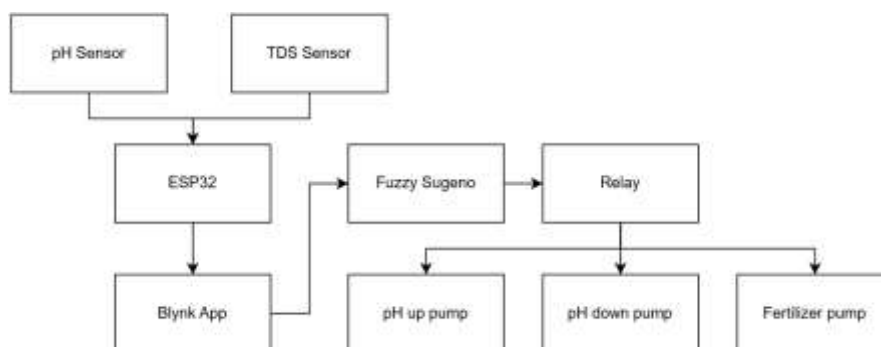 pH Sensor
TDS Sensor
ESP32
Fuzzy Sugeno
Relay
Blynk App
pH up pump
pH down pump
Fertilizer pump